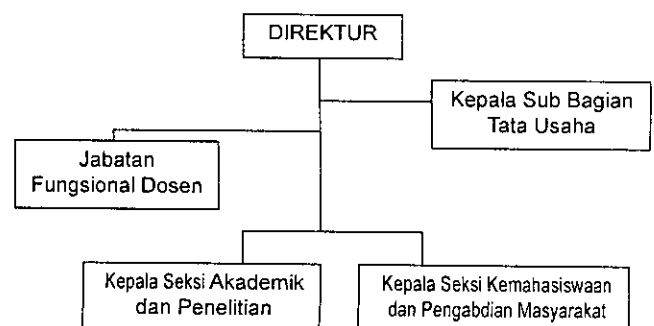 DIREKTUR
Kepala Sub Bagian
Tata Usaha
Jabatan
Fungsional Dosen
Kepala Seksi Akademik
dan Penelitian
Kepala Seksi Kemahasiswaan
dan Pengabdian Masyarakat